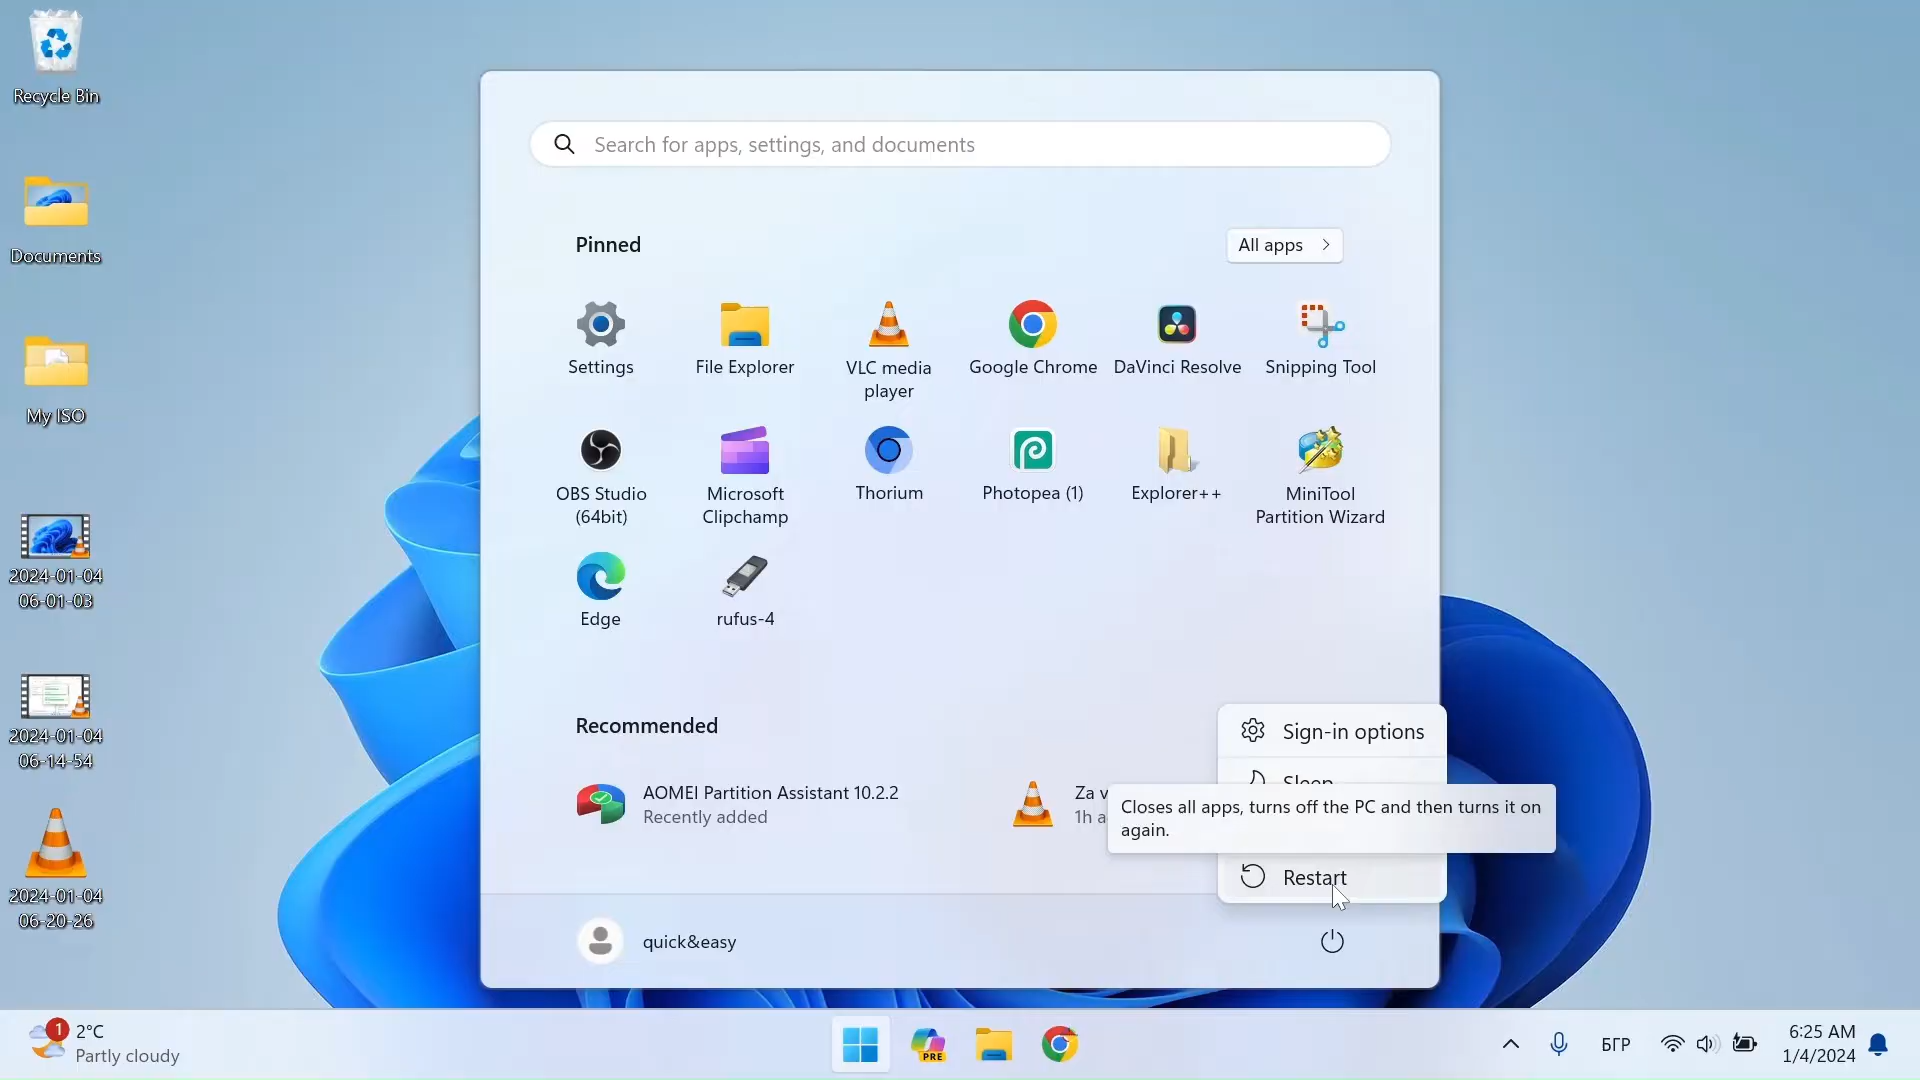 Recycle Bin
Documents
My ISO
2024-01-04
06-01-03
2024-01-04
06-14-54
2024-01-04
06-20-26
Search for apps, settings, and documents
Pinned
All apps
Settings
File Explorer
VLC media
player
Google Chrome
DaVinci Resolve
Snipping Tool
OBS Studio
(64bit)
Microsoft
Clipchamp
Thorium
Photopea (1)
Explorer++
MiniTool
Partition Wizard
Edge
rufus-4
Recommended
AOMEI Partition Assistant 10.2.2
Recently added
Za v
1h a
Sign-in options
Sleep
Closes all apps, turns off the PC and then turns it on
again.
Restart
quick&easy
1
2°C
Partly cloudy
PRE
БГР
6:25 AM
1/4/2024